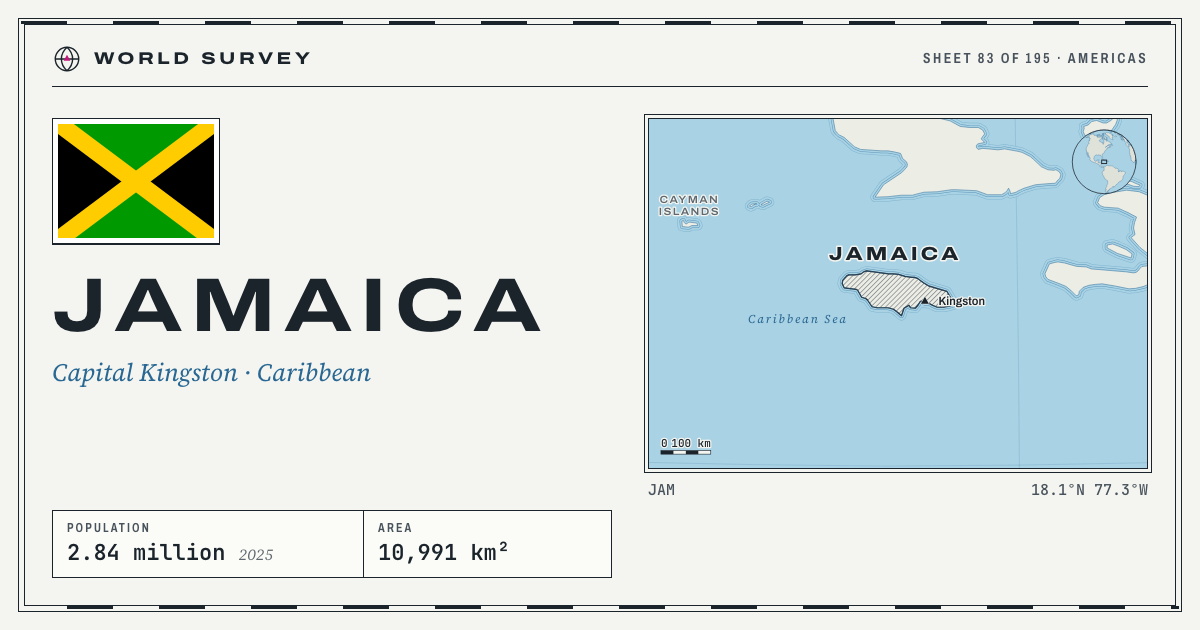 WORLD SURVEY
SHEET 83 OF 195 · AMERICAS
JAMAICA
Capital Kingston · Caribbean
CAYMAN
ISLANDS
JAMAICA
Kingston
Caribbean Sea
0 100 km
JAM
18.1°N 77.3°W
POPULATION
2.84 million 2025
AREA
10,991 km²